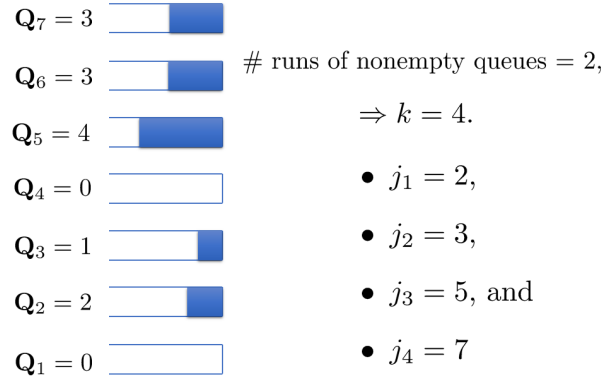 Q₇ = 3
Q₆ = 3
Q₅ = 4
Q₄ = 0
Q₃ = 1
Q₂ = 2
Q₁ = 0
# runs of nonempty queues = 2,
⇒ k = 4.
• j₁ = 2,
• j₂ = 3,
• j₃ = 5, and
• j₄ = 7